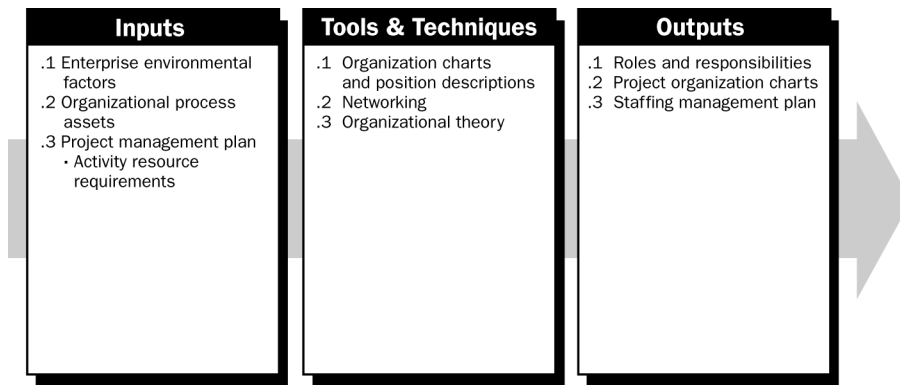 Inputs
.1 Enterprise environmental
factors
.2 Organizational process
assets
.3 Project management plan
· Activity resource
requirements
Tools & Techniques
.1 Organization charts
and position descriptions
.2 Networking
.3 Organizational theory
Outputs
.1 Roles and responsibilities
.2 Project organization charts
.3 Staffing management plan